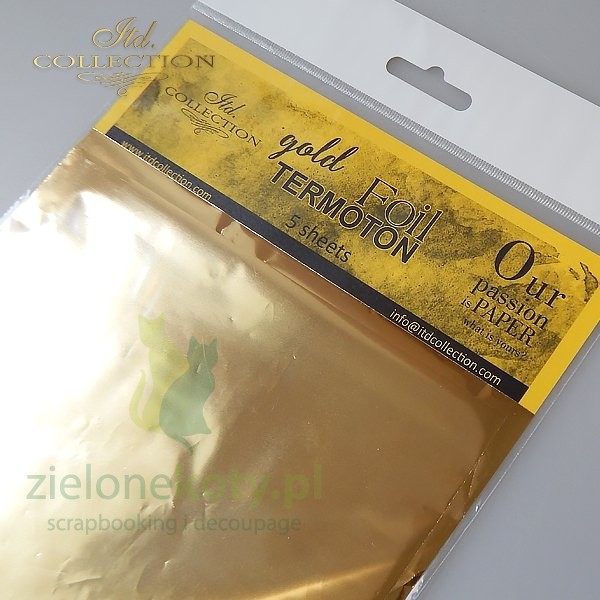 Itd.
COLLECTION
Itd.
COLLECTION
gold
Foil
TERMOTON
5 sheets
Our
passion
is PAPER
what is yours?
www.itdcollection.com
info@itdcollection.com
zielonekoty.pl
scrapbooking i decoupage